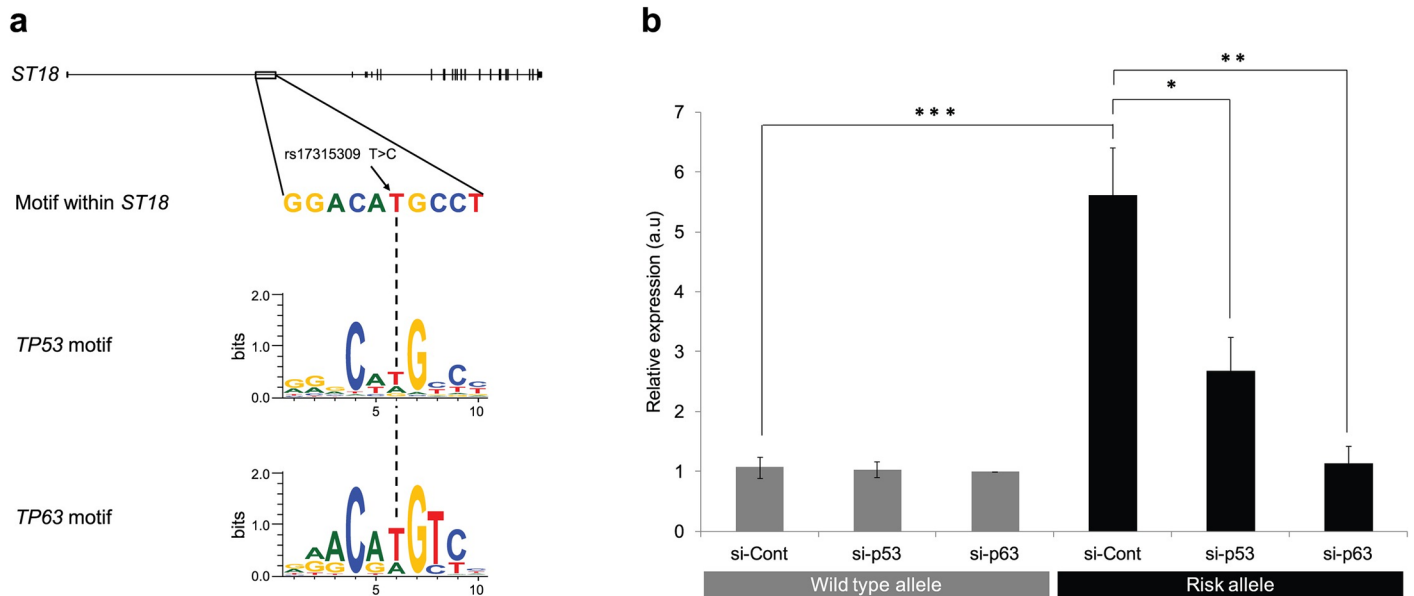 a
ST18
rs17315309 T>C
Motif within ST18
GGACATGCCT
TP53 motif
bits
2.0
1.0
0.0
5
10
TP63 motif
bits
2.0
1.0
0.0
5
10
b
Relative expression (a.u)
7
6
5
4
3
2
1
0
***
*
**
si-Cont
si-p53
si-p63
si-Cont
si-p53
si-p63
Wild type allele
Risk allele